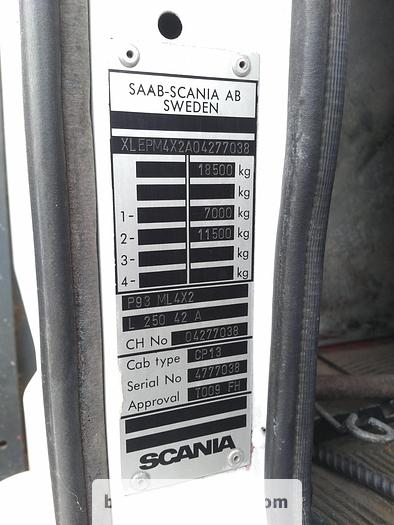 SAAB-SCANIA AB
SWEDEN
XLEPM4X2A04277038
18500 kg
kg
1- 7000 kg
2- 11500 kg
3- kg
4- kg
P93 ML4X2
L 250 42 A
CH No 04277038
Cab type CP13
Serial No 4777038
Approval T009 FH
SCANIA